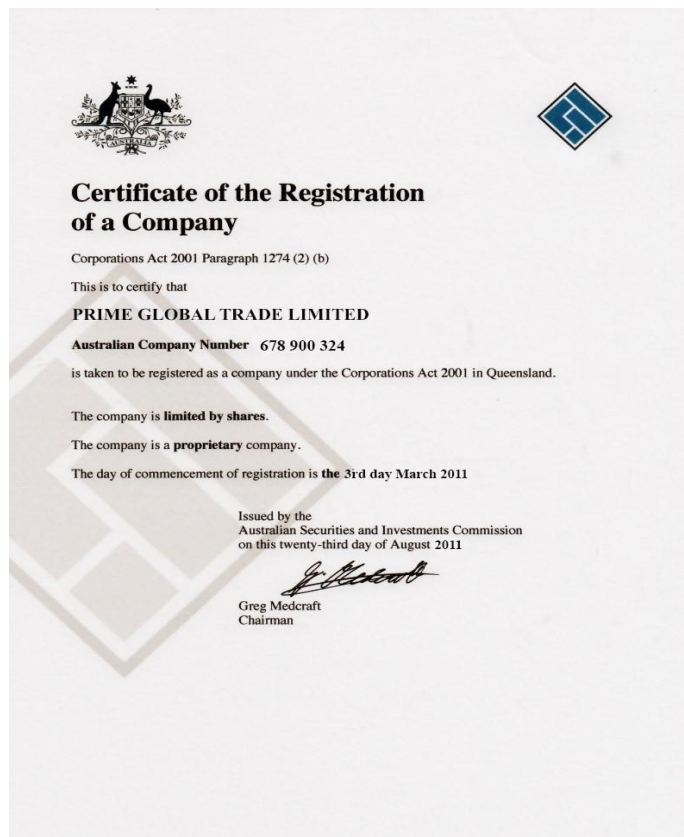 AUSTRALIA
Certificate of the Registration
of a Company
Corporations Act 2001 Paragraph 1274 (2) (b)
This is to certify that
PRIME GLOBAL TRADE LIMITED
Australian Company Number 678 900 324
is taken to be registered as a company under the Corporations Act 2001 in Queensland.
The company is limited by shares.
The company is a proprietary company.
The day of commencement of registration is the 3rd day March 2011
Issued by the
Australian Securities and Investments Commission
on this twenty-third day of August 2011
Greg Medcraft
Chairman